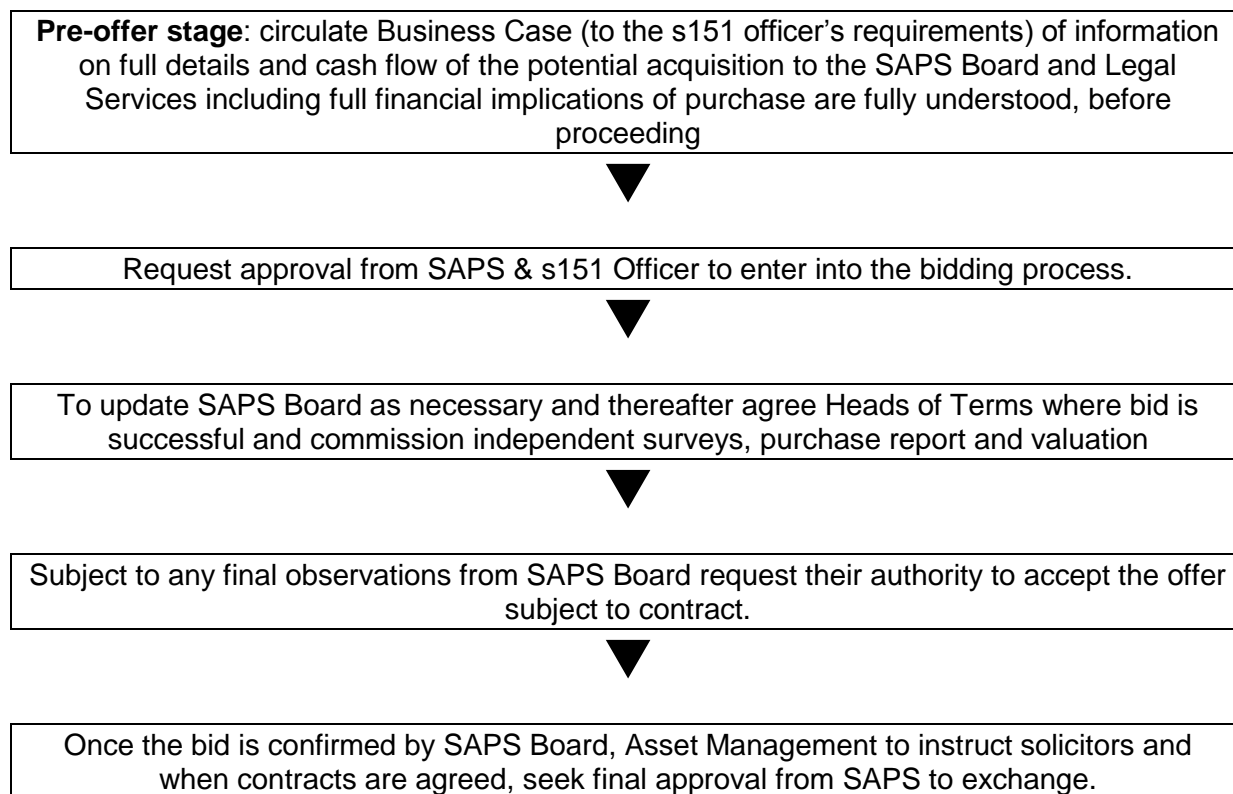 Pre-offer stage: circulate Business Case (to the s151 officer’s requirements) of information
on full details and cash flow of the potential acquisition to the SAPS Board and Legal
Services including full financial implications of purchase are fully understood, before
proceeding
Request approval from SAPS & s151 Officer to enter into the bidding process.
To update SAPS Board as necessary and thereafter agree Heads of Terms where bid is
successful and commission independent surveys, purchase report and valuation
Subject to any final observations from SAPS Board request their authority to accept the offer
subject to contract.
Once the bid is confirmed by SAPS Board, Asset Management to instruct solicitors and
when contracts are agreed, seek final approval from SAPS to exchange.